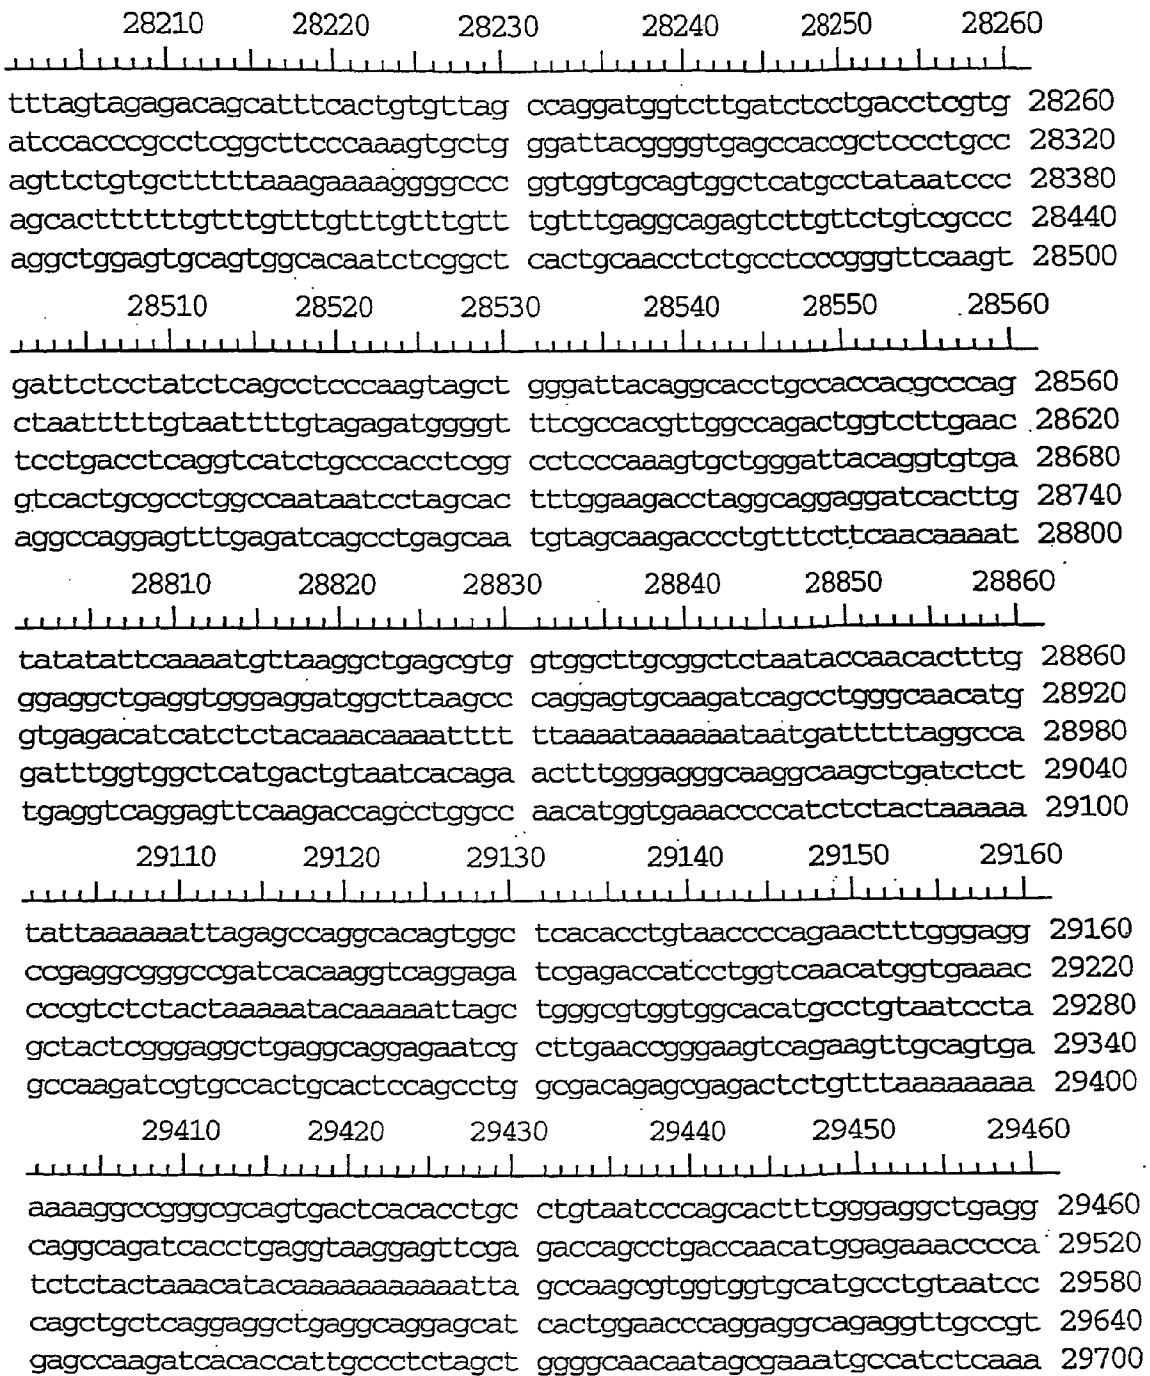 28210 28220 28230 28240 28250 28260
tttagtagagacagcatttcactgtgttag ccaggatggtcttgatctcctgacctcgtg 28260
atccacccgcctcggcttcccaaagtgctg ggattacggggtgagccaccgctccctgcc 28320
agttctgtgctttttaaagaaaaggggccc ggtggtgcagtggctcatgcctataatccc 28380
agcacttttttgtttgtttgtttgtttgtt tgtttgaggcagagtcttgttctgtcgccc 28440
aggctggagtgcagtggcacaatctcggct cactgcaacctctgcctcccgggttcaagt 28500
28510 28520 28530 28540 28550 28560
gattctcctatctcagcctcccaagtagct gggattacaggcacctgccaccacgcccag 28560
ctaatttttgtaattttgtagagatggggt ttcgccacgttggccagactggtcttgaac 28620
tcctgacctcaggtcatctgcccacctcgg cctcccaaagtgctgggattacaggtgtga 28680
gtcactgcgcctggccaataatcctagcac tttggaagacctaggcaggaggatcacttg 28740
aggccaggagtttgagatcagcctgagcaa tgtagcaagaccctgtttcttcaacaaaat 28800
28810 28820 28830 28840 28850 28860
tatatattcaaaatgttaaggctgagcgtg gtggcttgcggctctaataccaacactttg 28860
ggaggctgaggtgggaggatggcttaagcc caggagtgcaagatcagcctgggcaacatg 28920
gtgagacatcatctctacaaacaaaatttt ttaaaataaaaaataatgatttttaggcca 28980
gatttggtggctcatgactgtaatcacaga actttgggagggcaaggcaagctgatctct 29040
tgaggtcaggagttcaagaccagcctggcc aacatggtgaaaccccatctctactaaaaa 29100
29110 29120 29130 29140 29150 29160
tattaaaaaattagagccaggcacagtggc tcacacctgtaaccccagaactttgggagg 29160
ccgaggcgggccgatcacaaggtcaggaga tcgagaccatcctggtcaacatggtgaaac 29220
cccgtctctactaaaaatacaaaaattagc tgggcgtggtggcacatgcctgtaatccta 29280
gctactcgggaggctgaggcaggagaatcg cttgaaccgggaagtcagaagttgcagtga 29340
gccaagatcgtgccactgcactccagcctg gcgacagagcgagactctgtttaaaaaaaa 29400
29410 29420 29430 29440 29450 29460
aaaaggccgggcgcagtgactcacacctgc ctgtaatcccagcactttgggaggctgagg 29460
caggcagatcacctgaggtaaggagttcga gaccagcctgaccaacatggagaaacccca 29520
tctctactaaacatacaaaaaaaaaaatta gccaagcgtggtggtgcatgcctgtaatcc 29580
cagctgctcaggaggctgaggcaggagcat cactggaacccaggaggcagaggttgccgt 29640
gagccaagatcacaccattgccctctagct ggggcaacaatagcgaaatgccatctcaaa 29700